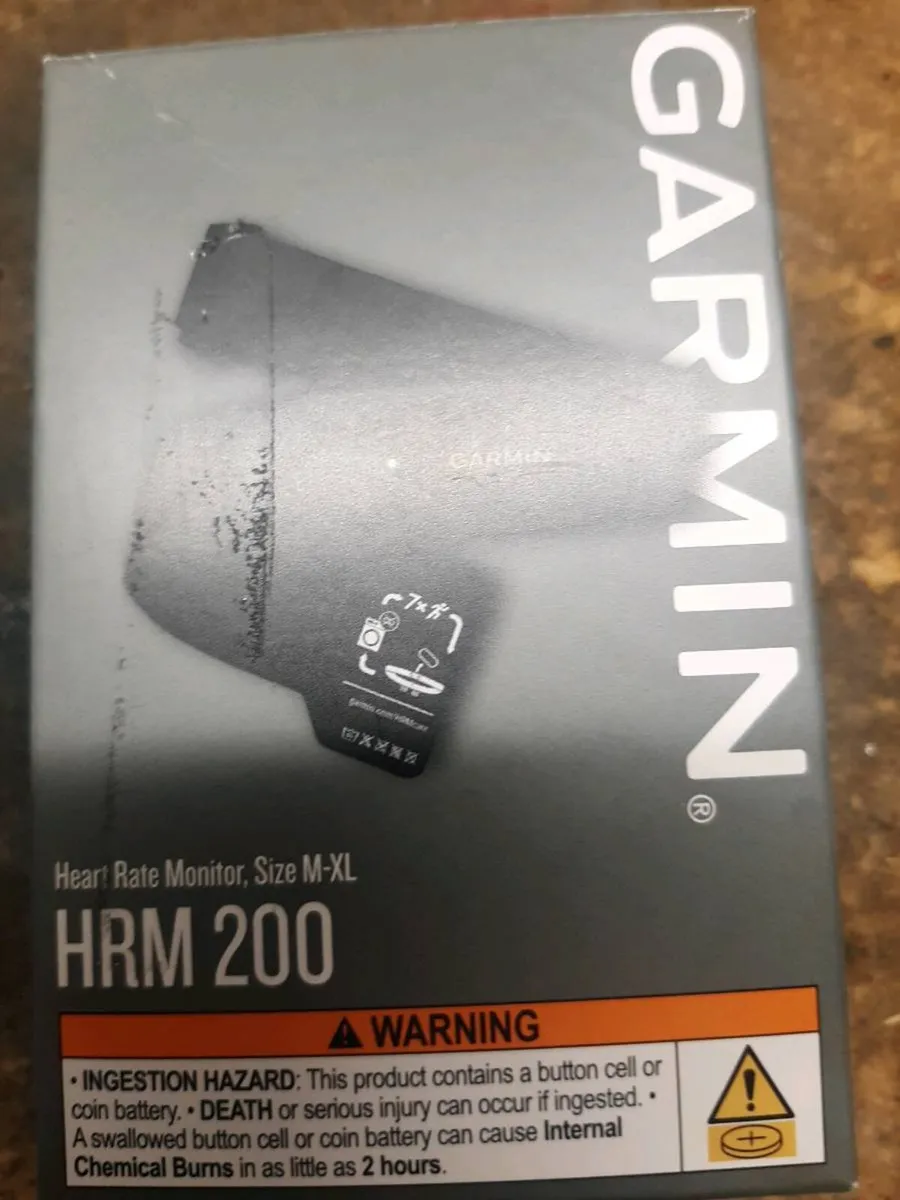 GARMIN®
GARMIN
7x
Heart Rate Monitor, Size M-XL
HRM 200
WARNING
• INGESTION HAZARD: This product contains a button cell or
coin battery. • DEATH or serious injury can occur if ingested. •
A swallowed button cell or coin battery can cause Internal
Chemical Burns in as little as 2 hours.